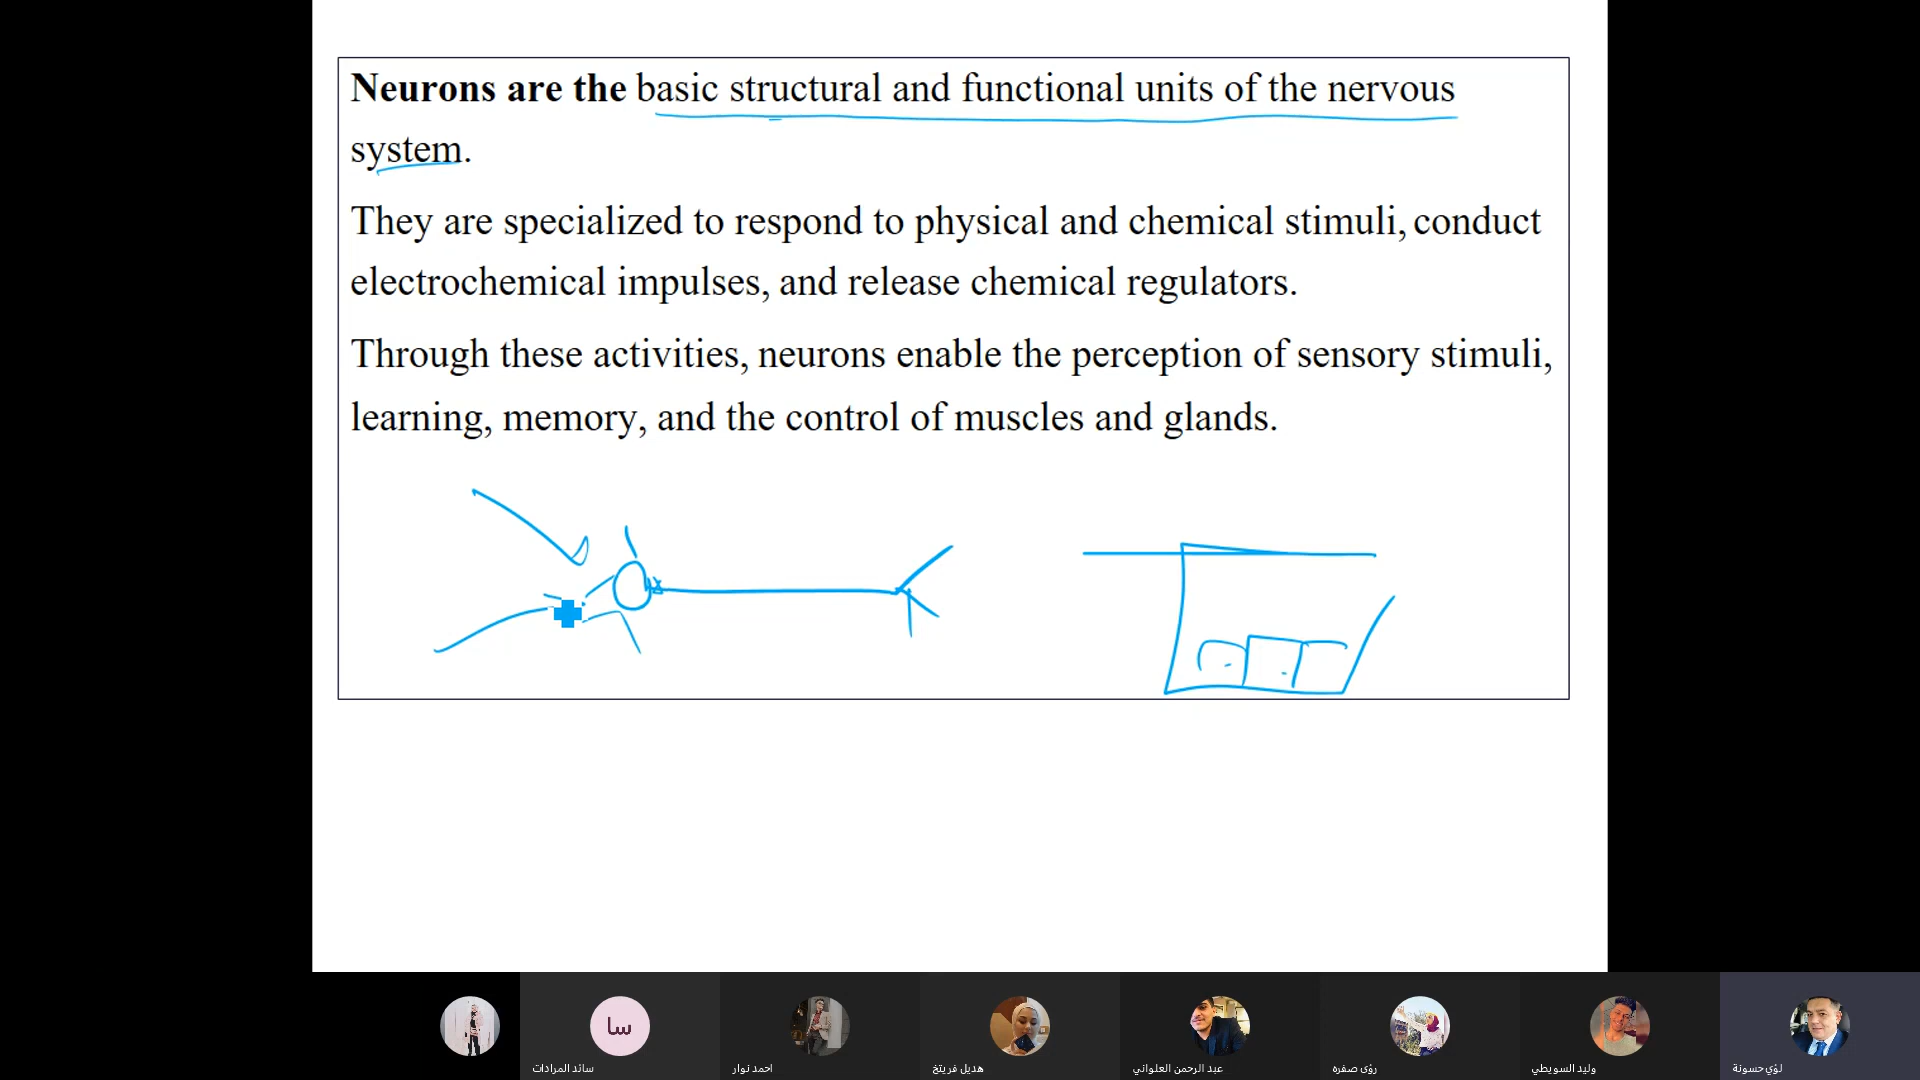 Neurons are the basic structural and functional units of the nervous
system.
They are specialized to respond to physical and chemical stimuli, conduct
electrochemical impulses, and release chemical regulators.
Through these activities, neurons enable the perception of sensory stimuli,
learning, memory, and the control of muscles and glands.
سا
سائد المرادات
احمد نوار
هديل فريتخ
عبد الرحمن العلواني
رؤى صفره
وليد السويطي
لؤي حسونة